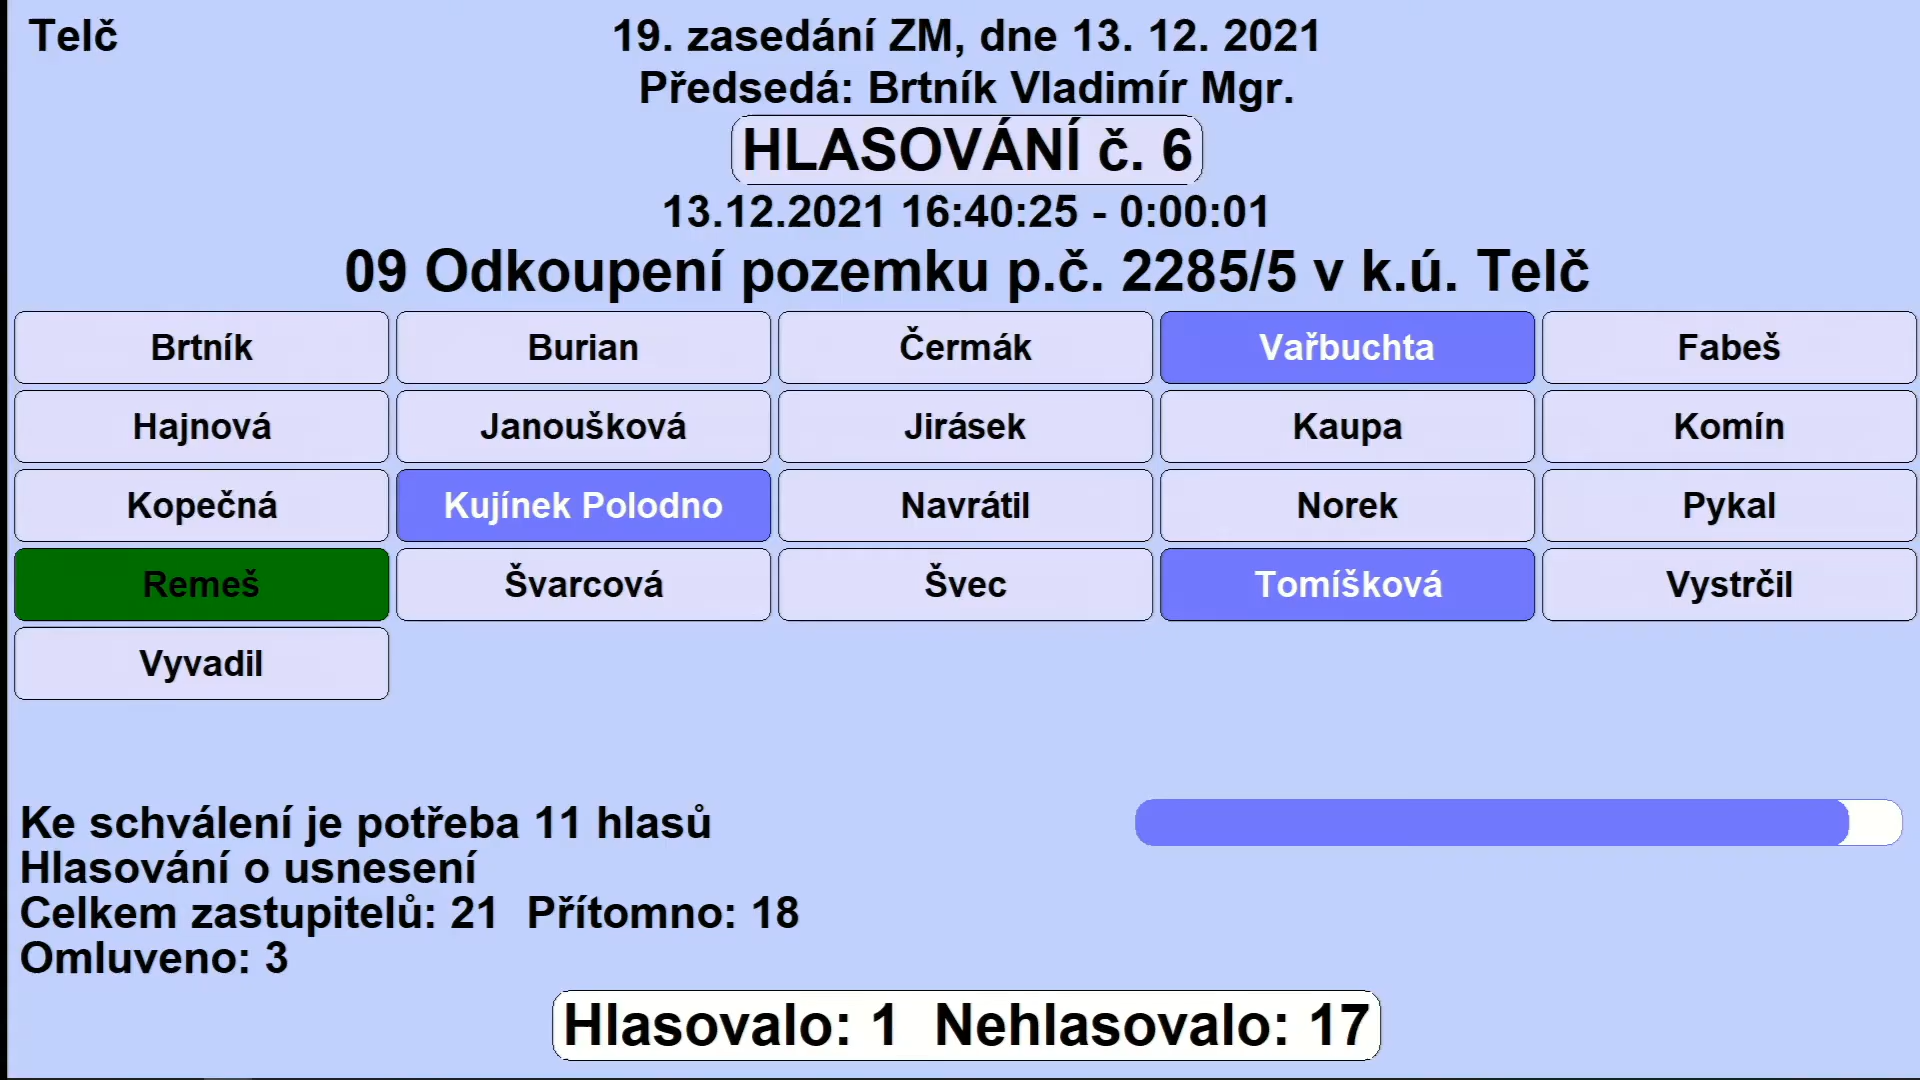 Telč
19. zasedání ZM, dne 13. 12. 2021
Předsedá: Brtník Vladimír Mgr.
HLASOVÁNÍ č. 6
13.12.2021 16:40:25 - 0:00:01
09 Odkoupení pozemku p.č. 2285/5 v k.ú. Telč
Brtník Burian Čermák Vařbuchta Fabeš
Hajnová Janoušková Jirásek Kaupa Komín
Kopečná Kujínek Polodno Navrátil Norek Pykal
Remeš Švarcová Švec Tomíšková Vystrčil
Vyvadil
Ke schválení je potřeba 11 hlasů
Hlasování o usnesení
Celkem zastupitelů: 21 Přítomno: 18
Omluveno: 3
Hlasovalo: 1 Nehlasovalo: 17